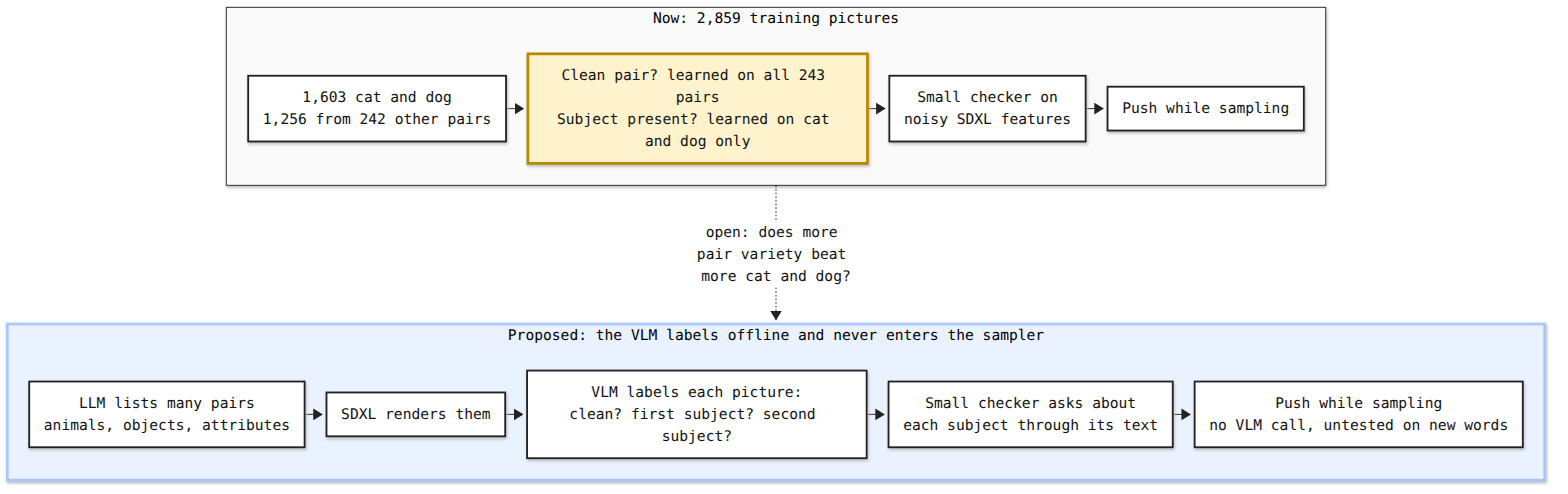 Now: 2,859 training pictures
1,603 cat and dog
1,256 from 242 other pairs
Clean pair? learned on all 243
pairs
Subject present? learned on cat
and dog only
Small checker on
noisy SDXL features
Push while sampling
open: does more
pair variety beat
more cat and dog?
Proposed: the VLM labels offline and never enters the sampler
LLM lists many pairs
animals, objects, attributes
SDXL renders them
VLM labels each picture:
clean? first subject? second
subject?
Small checker asks about
each subject through its text
Push while sampling
no VLM call, untested on new words